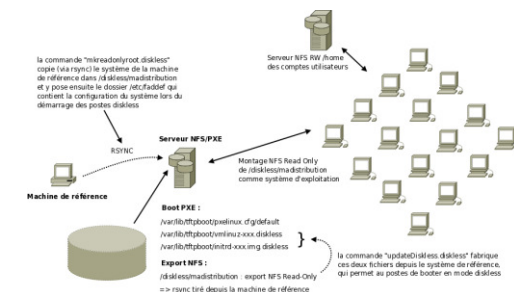 Serveur NFS RW /home
des comptes utilisateurs
la commande "mkreadonlyroot.diskless"
copie (via rsync) le système de la machine
de référence dans /diskless/madistribution
et y pose ensuite le dossier /etc/faddef qui
contient la configuration du système lors du
démarrage des postes diskless
RSYNC
Serveur NFS/PXE
Machine de référence
Montage NFS Read Only
de /diskless/madistribution
comme système d'exploitation
Boot PXE :
/var/lib/tftpboot/pxelinux.cfg/default
/var/lib/tftpboot/vmlinuz-xxx.diskless
/var/lib/tftpboot/initrd-xxx.img.diskless
}
Export NFS :
/diskless/madistribution : export NFS Read-Only
=> rsync tiré depuis la machine de référence
la commande "updateDiskless.diskless" fabrique
ces deux fichiers depuis le système de référence,
qui permet au postes de booter en mode diskless